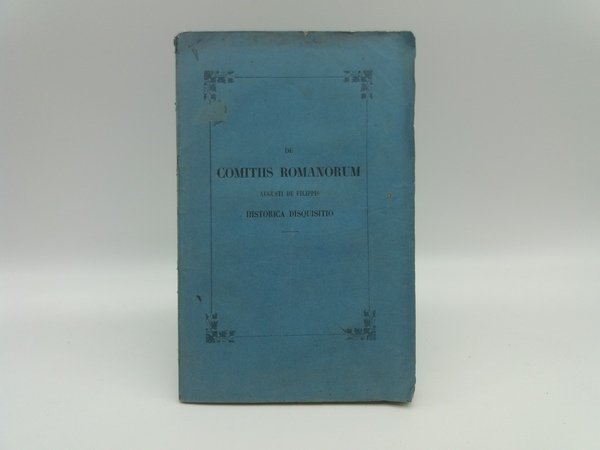 DE
COMITIIS ROMANORUM
AUGUSTI DE FILIPPIS
HISTORICA DISQUISITIO